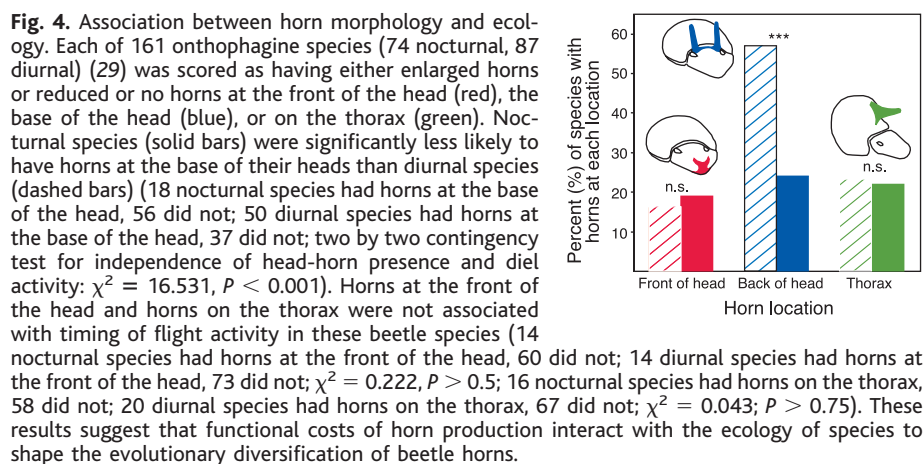 Fig. 4. Association between horn morphology and ecol-
ogy. Each of 161 onthophagine species (74 nocturnal, 87
diurnal) (29) was scored as having either enlarged horns
or reduced or no horns at the front of the head (red), the
base of the head (blue), or on the thorax (green). Noc-
turnal species (solid bars) were significantly less likely to
have horns at the base of their heads than diurnal species
(dashed bars) (18 nocturnal species had horns at the base
of the head, 56 did not; 50 diurnal species had horns at
the base of the head, 37 did not; two by two contingency
test for independence of head-horn presence and diel
activity: χ² = 16.531, P < 0.001). Horns at the front of
the head and horns on the thorax were not associated
with timing of flight activity in these beetle species (14
nocturnal species had horns at the front of the head, 60 did not; 14 diurnal species had horns at
the front of the head, 73 did not; χ² = 0.222, P > 0.5; 16 nocturnal species had horns on the thorax,
58 did not; 20 diurnal species had horns on the thorax, 67 did not; χ² = 0.043; P > 0.75). These
results suggest that functional costs of horn production interact with the ecology of species to
shape the evolutionary diversification of beetle horns.
Percent (%) of species with
horns at each location
60
50
40
30
20
10
***
n.s.
n.s.
Front of head
Back of head
Thorax
Horn location